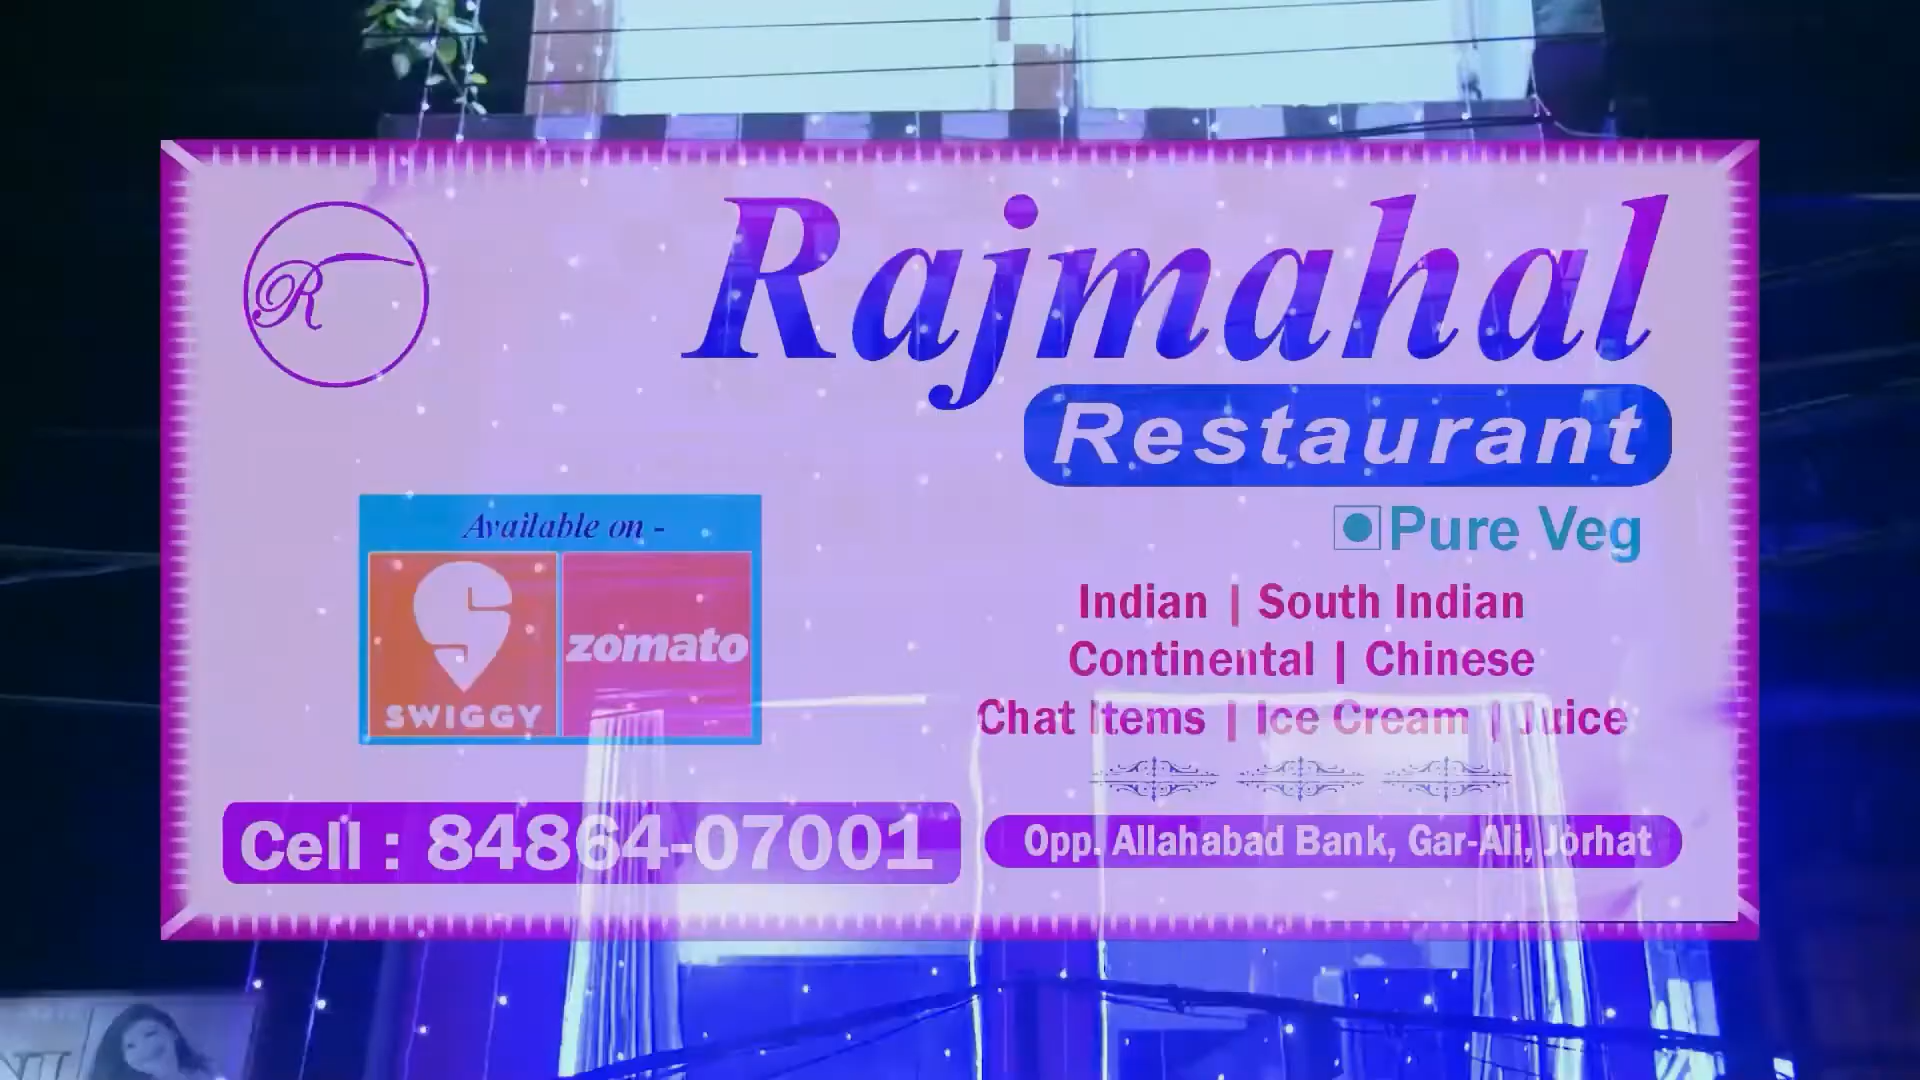 R
Rajmahal
Restaurant
Pure Veg
Available on -
SWIGGY
zomato
Indian | South Indian
Continental | Chinese
Chat Items | Ice Cream | Juice
Cell : 84864-07001
Opp. Allahabad Bank, Gar-Ali, Jorhat